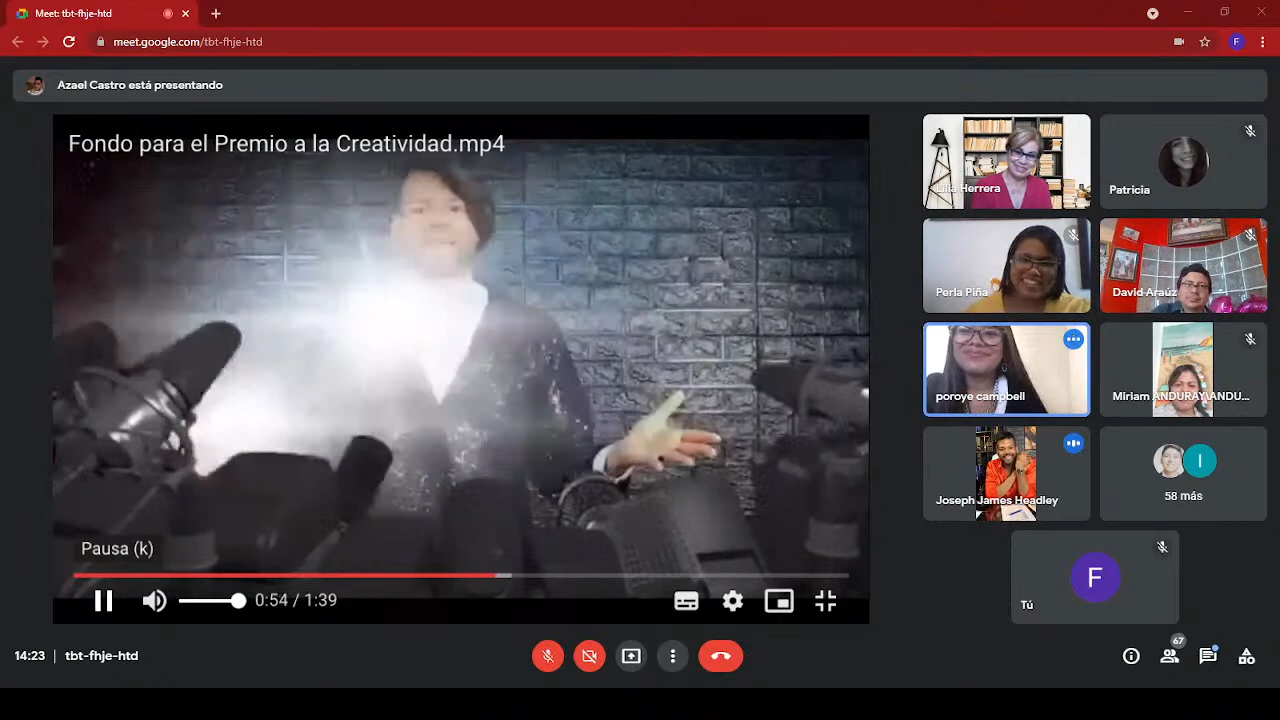 Meet: tbt-fhje-htd
meet.google.com/tbt-fhje-htd
F
Azael Castro está presentando
Fondo para el Premio a la Creatividad.mp4
Pausa (k)
0:54 / 1:39
Lilia Herrera
Patricia
Perla Piña
David Araúz
poroye campbell
Miriam ANDURAY\ANDU...
Joseph James Headley
I
58 más
F
Tú
14:23 | tbt-fhje-htd
67